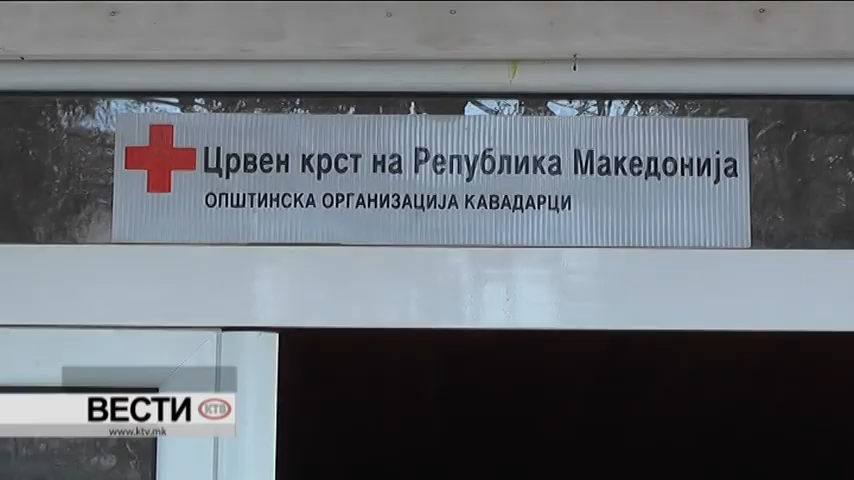 Црвен крст на Република Македонија
ОПШТИНСКА ОРГАНИЗАЦИЈА КАВАДАРЦИ
ВЕСТИ КТВ
www.ktv.mk